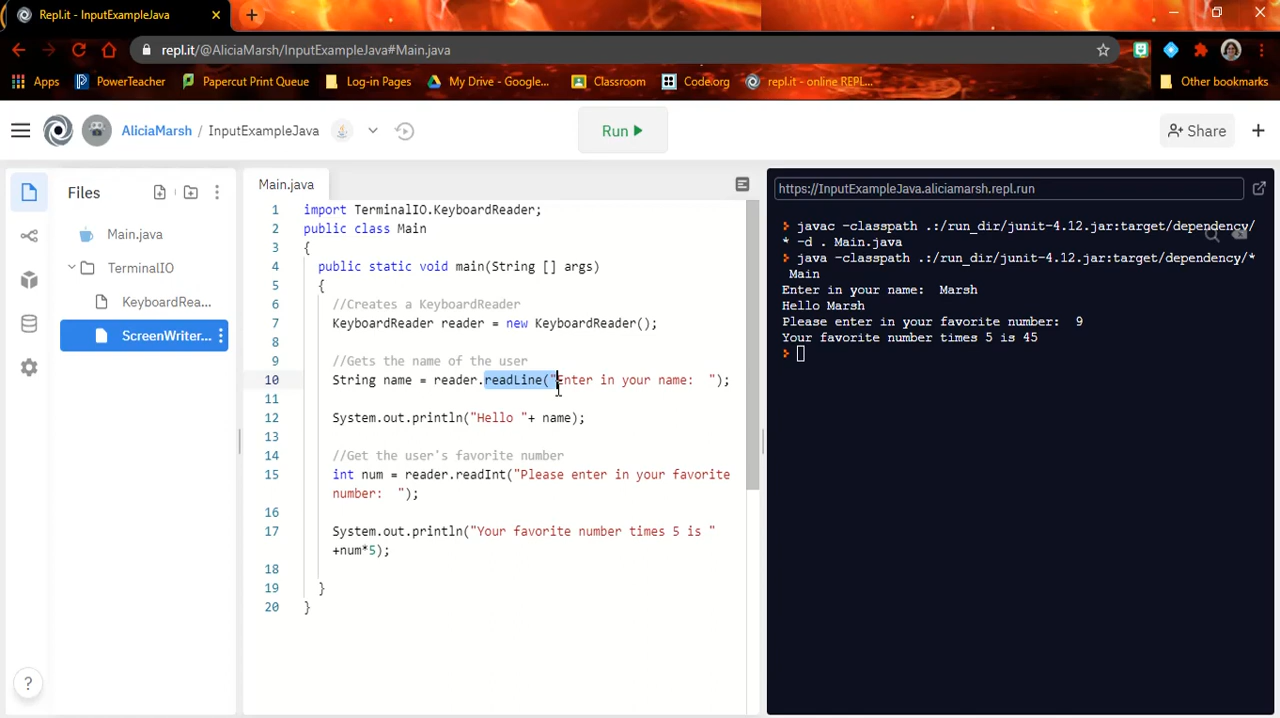 Repl.it - InputExampleJava
repl.it/@AliciaMarsh/InputExampleJava#Main.java
Apps PowerTeacher Papercut Print Queue Log-in Pages My Drive - Google... Classroom Code.org repl.it - online REPL... Other bookmarks
AliciaMarsh / InputExampleJava Run Share
Files
Main.java
TerminalIO
KeyboardRea...
ScreenWriter...
?
Main.java
1 import TerminalIO.KeyboardReader;
2 public class Main
3 {
4 public static void main(String [] args)
5 {
6 //Creates a KeyboardReader
7 KeyboardReader reader = new KeyboardReader();
8
9 //Gets the name of the user
10 String name = reader.readLine("Enter in your name:  ");
11
12 System.out.println("Hello "+ name);
13
14 //Get the user's favorite number
15 int num = reader.readInt("Please enter in your favorite
number:  ");
16
17 System.out.println("Your favorite number times 5 is "
+num*5);
18
19 }
20 }
https://InputExampleJava.aliciamarsh.repl.run
javac -classpath .:/run_dir/junit-4.12.jar:target/dependency/
* -d . Main.java
java -classpath .:/run_dir/junit-4.12.jar:target/dependency/*
Main
Enter in your name:  Marsh
Hello Marsh
Please enter in your favorite number:  9
Your favorite number times 5 is 45